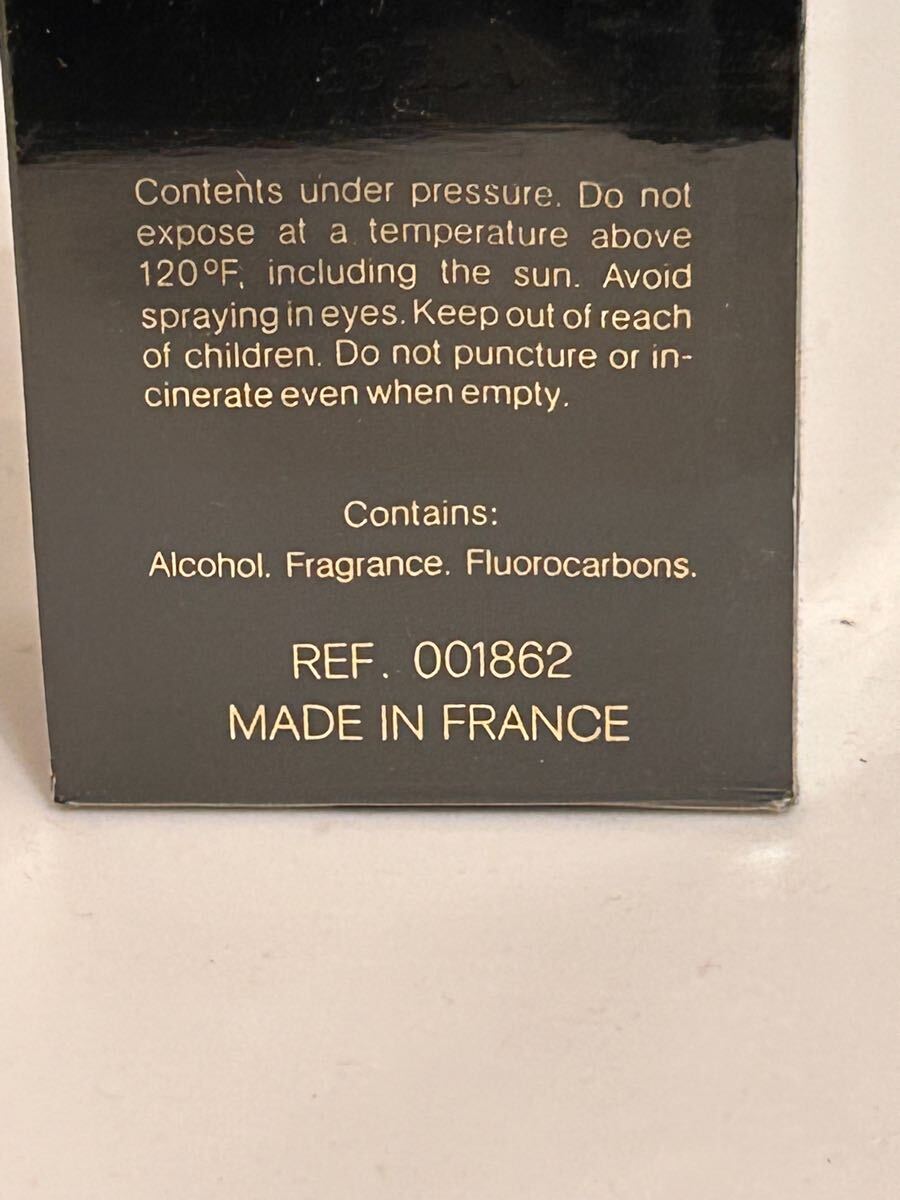 Contents under pressure. Do not
expose at a temperature above
120°F, including the sun. Avoid
spraying in eyes. Keep out of reach
of children. Do not puncture or in-
cinerate even when empty.
Contains:
Alcohol. Fragrance. Fluorocarbons.
REF. 001862
MADE IN FRANCE